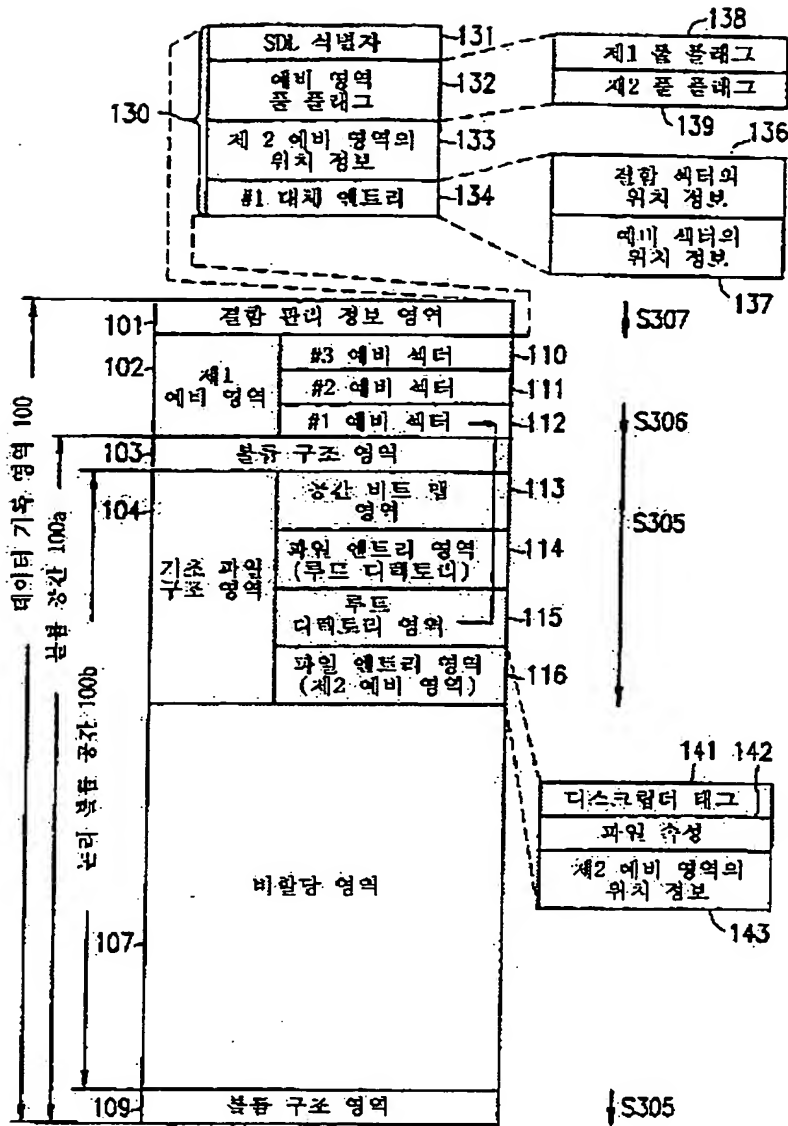 138
SDL 식별자
131
제1 풀 플래그
예비 영역
풀 플래그
132
제2 풀 플래그
130
139
제 2 예비 영역의
위치 정보
133
136
#1 대체 엔트리
134
결함 섹터의
위치 정보
예비 섹터의
위치 정보
137
101
결함 관리 정보 영역
S307
102
제1
예비 영역
#3 예비 섹터
110
#2 예비 섹터
111
#1 예비 섹터
112
S306
103
볼륨 구조 영역
104
공간 비트 맵
영역
113
S305
기초 파일
구조 영역
파일 엔트리 영역
(루트 디렉토리)
114
루트
디렉토리 영역
115
파일 엔트리 영역
(제2 예비 영역)
116
데이터 기록 영역 100
볼륨 공간 100a
논리 볼륨 공간 100b
141
142
디스크립터 태그
파일 속성
제2 예비 영역의
위치 정보
143
비할당 영역
107
109
볼륨 구조 영역
S305